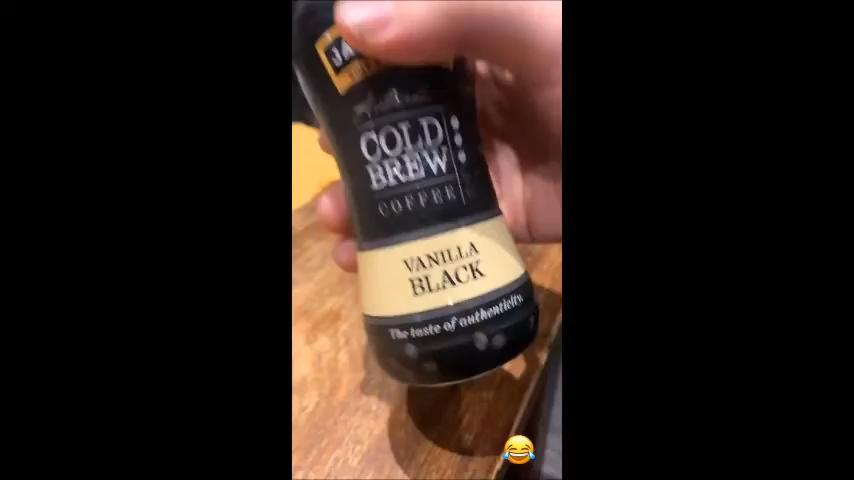 COLD
BREW
COFFEE
VANILLA
BLACK
The taste of authenticity.